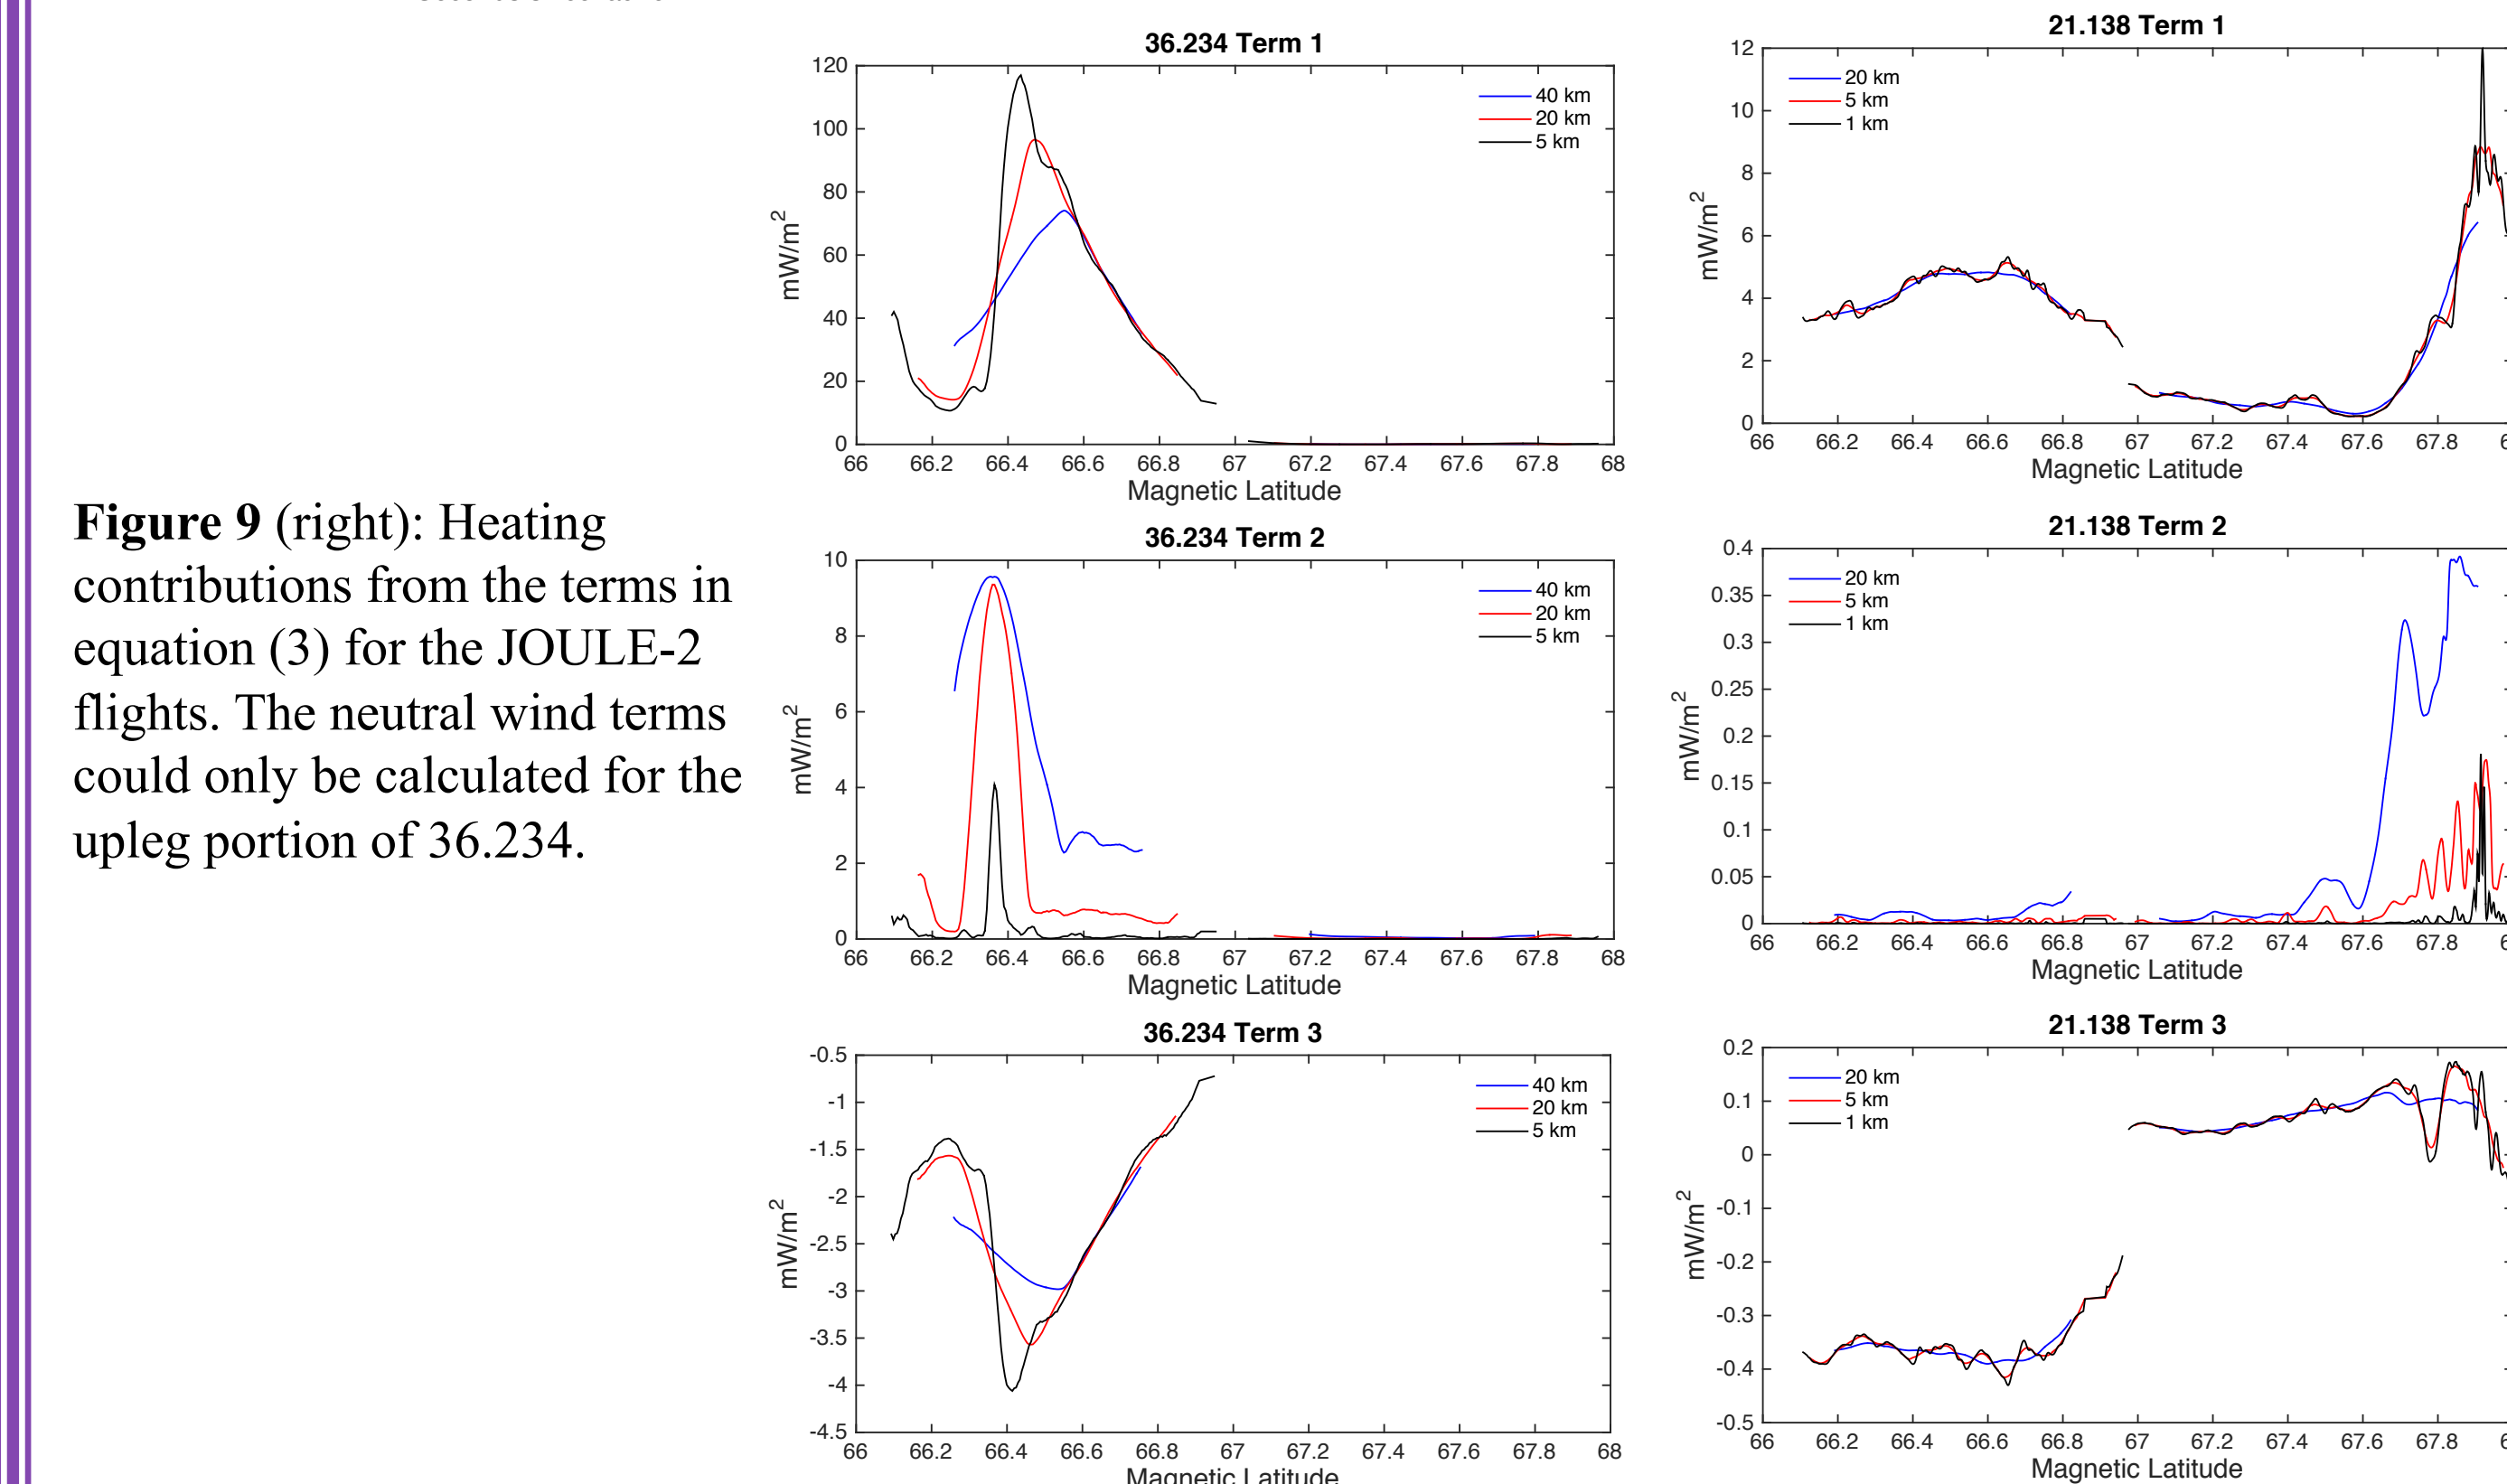 Figure 9 (right): Heating
contributions from the terms in
equation (3) for the JOULE-2
flights. The neutral wind terms
could only be calculated for the
upleg portion of 36.234.
36.234 Term 1
120
100
80
60
40
20
0
mW/m²
40 km
20 km
5 km
66 66.2 66.4 66.6 66.8 67 67.2 67.4 67.6 67.8 68
Magnetic Latitude
21.138 Term 1
12
10
8
6
4
2
0
mW/m²
20 km
5 km
1 km
66 66.2 66.4 66.6 66.8 67 67.2 67.4 67.6 67.8
Magnetic Latitude
36.234 Term 2
10
8
6
4
2
0
mW/m²
40 km
20 km
5 km
66 66.2 66.4 66.6 66.8 67 67.2 67.4 67.6 67.8 68
Magnetic Latitude
21.138 Term 2
0.4
0.35
0.3
0.25
0.2
0.15
0.1
0.05
0
mW/m²
20 km
5 km
1 km
66 66.2 66.4 66.6 66.8 67 67.2 67.4 67.6 67.8
Magnetic Latitude
36.234 Term 3
-0.5
-1
-1.5
-2
-2.5
-3
-3.5
-4
-4.5
mW/m²
40 km
20 km
5 km
66 66.2 66.4 66.6 66.8 67 67.2 67.4 67.6 67.8 68
Magnetic Latitude
21.138 Term 3
0.2
0.1
0
-0.1
-0.2
-0.3
-0.4
-0.5
mW/m²
20 km
5 km
1 km
66 66.2 66.4 66.6 66.8 67 67.2 67.4 67.6 67.8
Magnetic Latitude